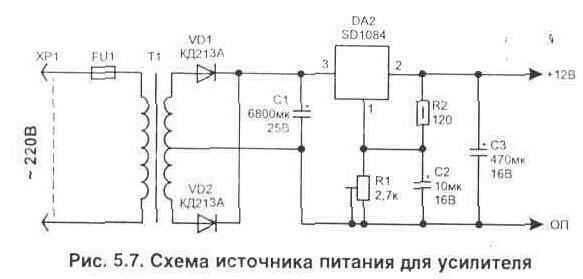 DA2
SD1084
VD1
КД213А
XP1
FU1
T1
3
2
1
+12В
C1
6800мк
25В
R2
120
C3
470мк
16В
~ 220В
R1
2,7к
C2
10мк
16В
VD2
КД213А
ОП
Рис. 5.7. Схема источника питания для усилителя